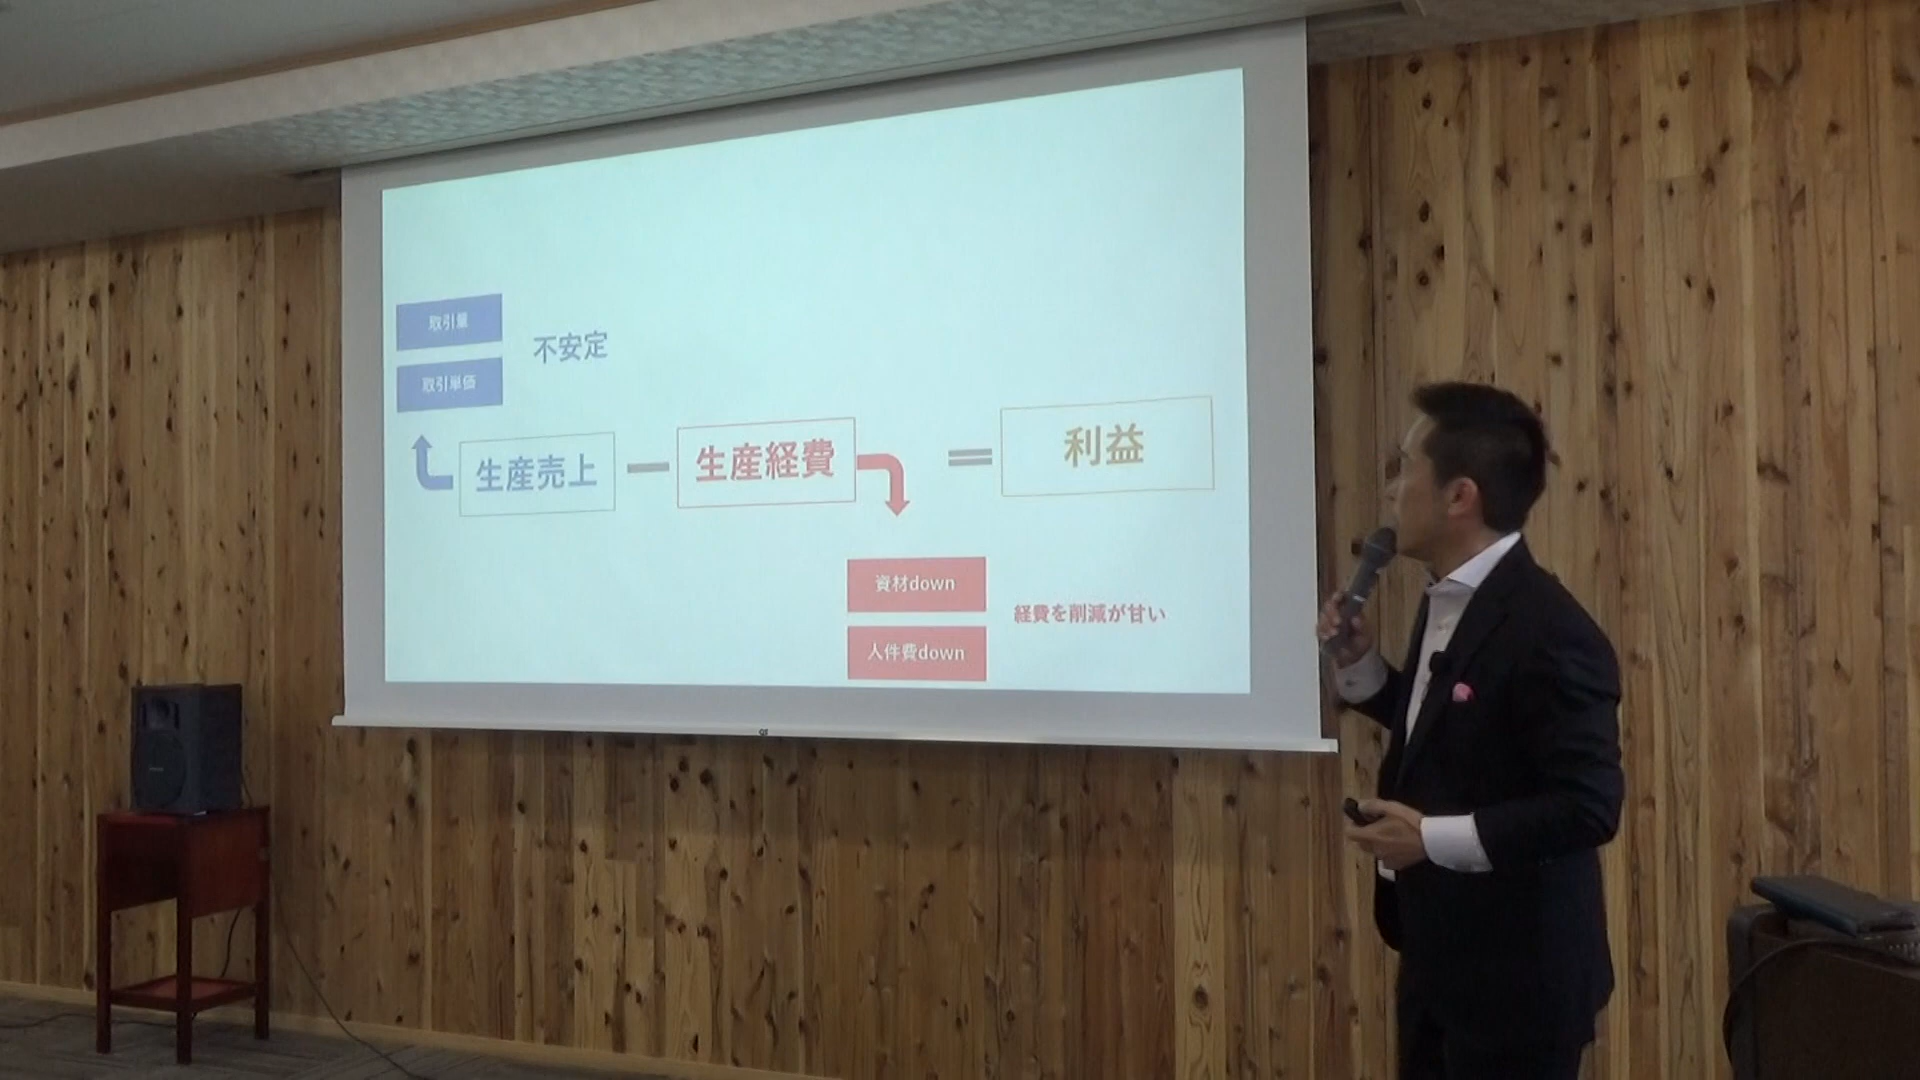 取引量
不安定
取引単価
生産売上
生産経費
利益
資材down
経費を削減が甘い
人件費down